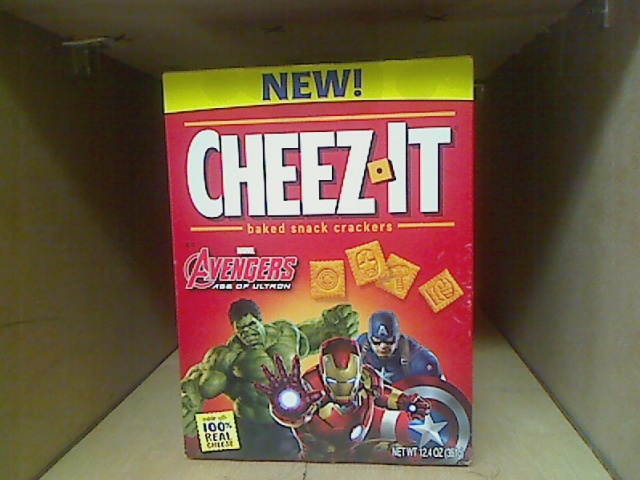 NEW!
CHEEZ-IT
baked snack crackers
MARVEL
AVENGERS
AGE OF ULTRON
made with
100%
REAL
CHEESE
NET WT 12.4 OZ